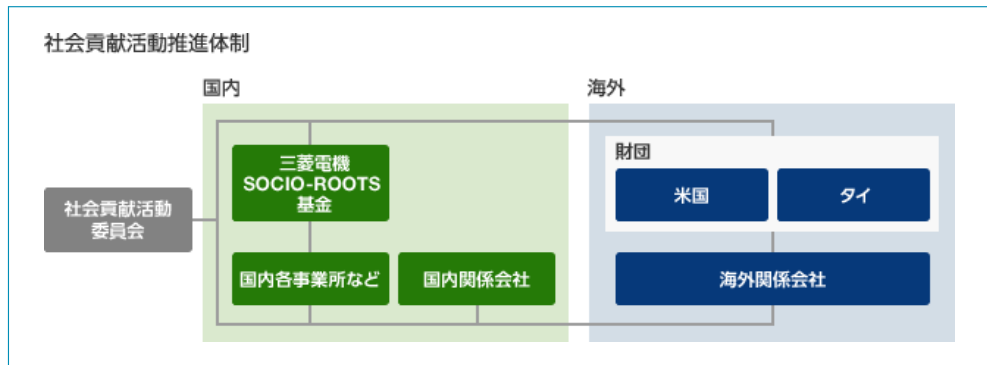 社会貢献活動推進体制
国内
海外
三菱電機
SOCIO-ROOTS
基金
財団
米国
タイ
社会貢献活動
委員会
国内各事業所など
国内関係会社
海外関係会社